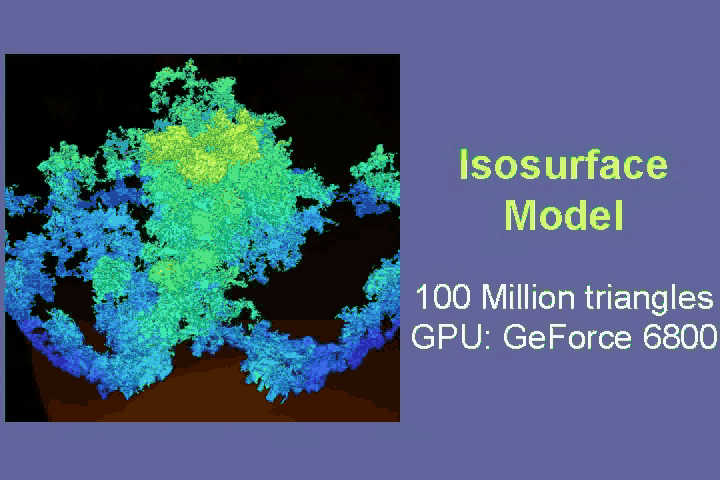 Isosurface
Model
100 Million triangles
GPU: GeForce 6800